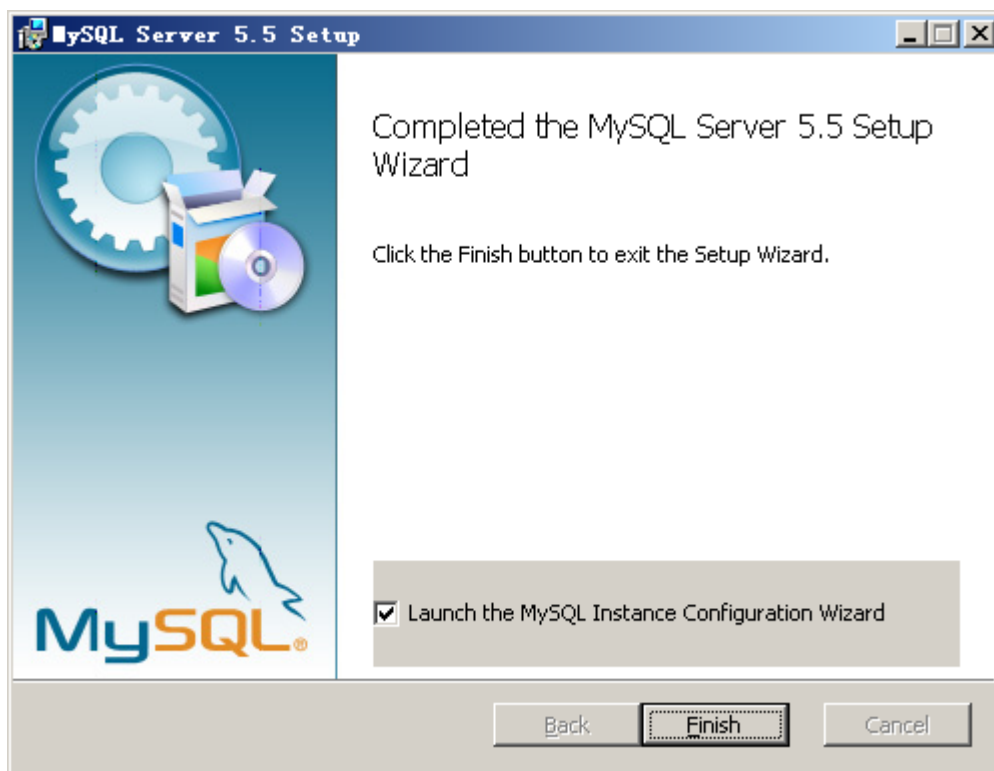 MySQL Server 5.5 Setup
Completed the MySQL Server 5.5 Setup
Wizard
Click the Finish button to exit the Setup Wizard.
MySQL®
Launch the MySQL Instance Configuration Wizard
Back
Finish
Cancel